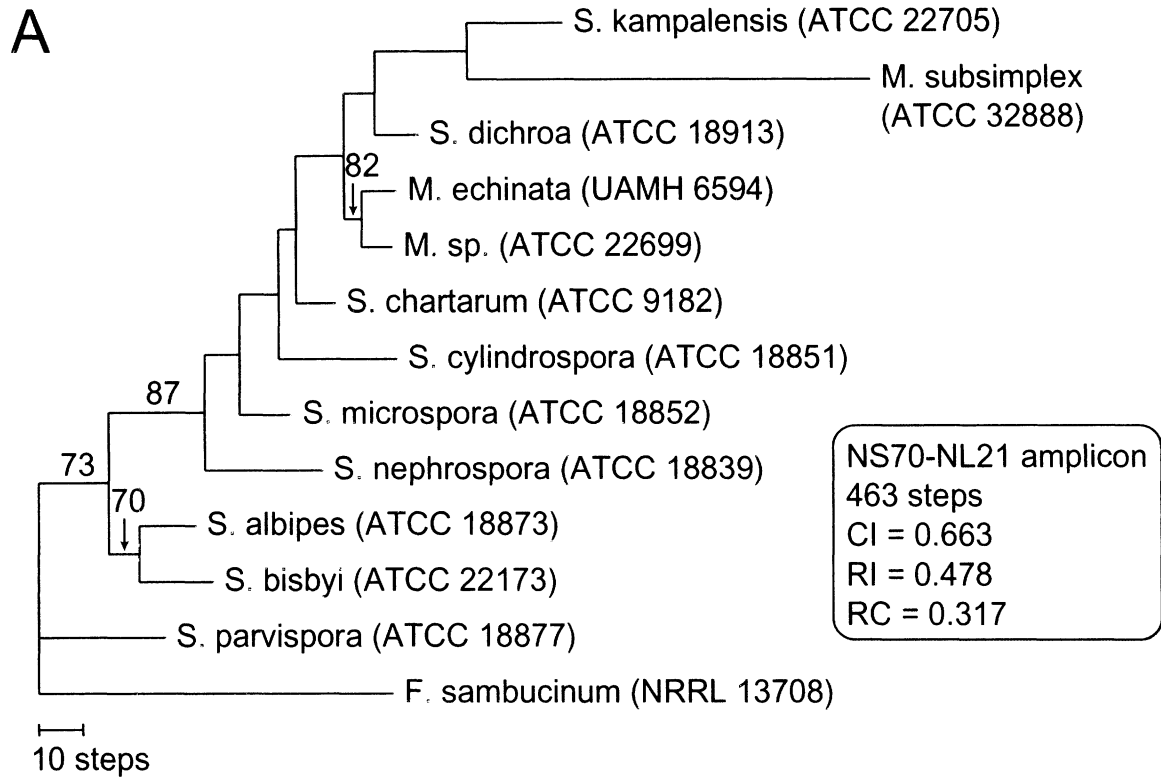 A
S. kampalensis (ATCC 22705)
M. subsimplex
(ATCC 32888)
S. dichroa (ATCC 18913)
82
M. echinata (UAMH 6594)
M. sp. (ATCC 22699)
S. chartarum (ATCC 9182)
S. cylindrospora (ATCC 18851)
87
S. microspora (ATCC 18852)
S. nephrospora (ATCC 18839)
73
70
S. albipes (ATCC 18873)
S. bisbyi (ATCC 22173)
S. parvispora (ATCC 18877)
F. sambucinum (NRRL 13708)
NS70-NL21 amplicon
463 steps
CI = 0.663
RI = 0.478
RC = 0.317
10 steps